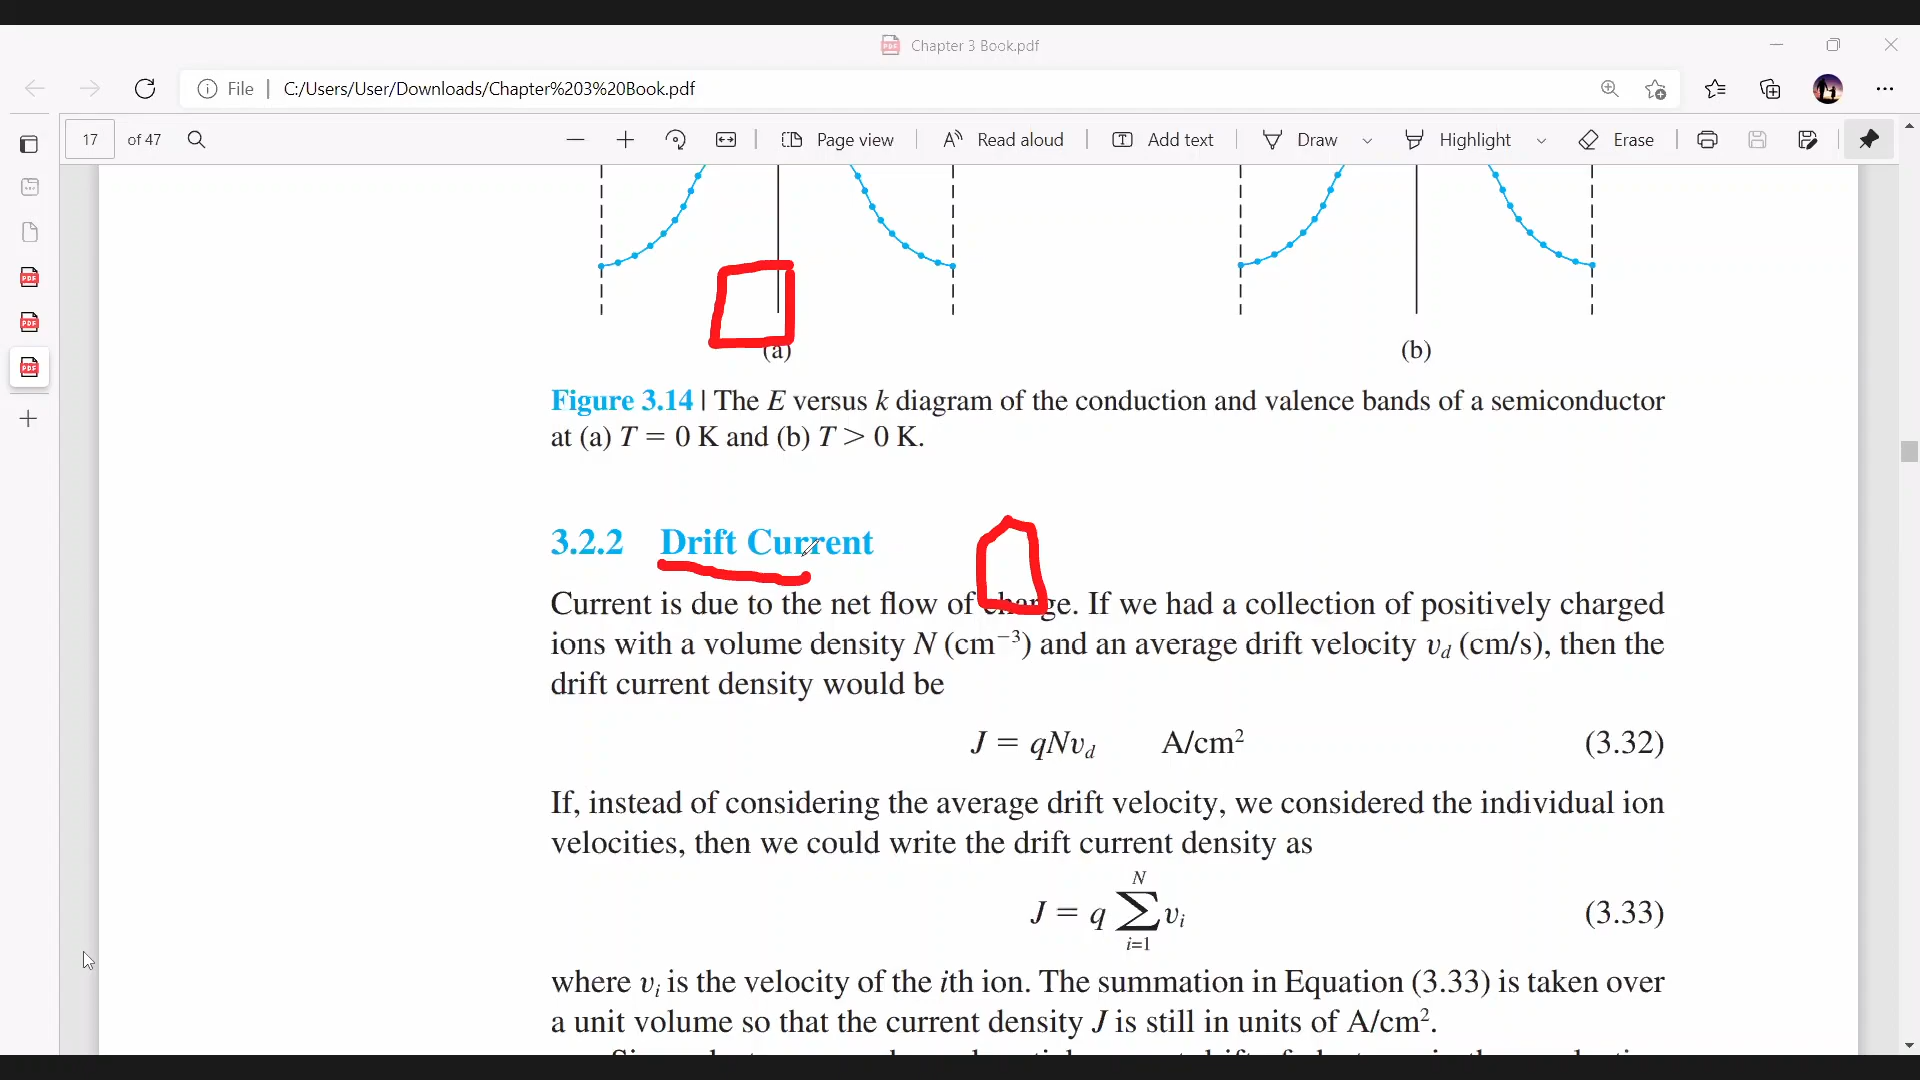 Chapter 3 Book.pdf
File | C:/Users/User/Downloads/Chapter%203%20Book.pdf
17 of 47 Page view Read aloud Add text Draw Highlight Erase
(a) (b)
Figure 3.14 | The E versus k diagram of the conduction and valence bands of a semiconductor
at (a) T = 0 K and (b) T > 0 K.
3.2.2 Drift Current
Current is due to the net flow of charge. If we had a collection of positively charged
ions with a volume density N (cm⁻³) and an average drift velocity v_d (cm/s), then the
drift current density would be
J = qNv_d A/cm² (3.32)
If, instead of considering the average drift velocity, we considered the individual ion
velocities, then we could write the drift current density as
N
J = q ∑ v_i (3.33)
i=1
where v_i is the velocity of the ith ion. The summation in Equation (3.33) is taken over
a unit volume so that the current density J is still in units of A/cm².